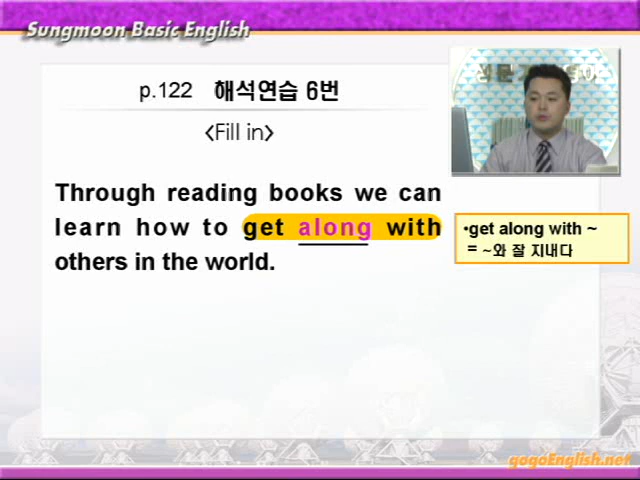 Sungmoon Basic English
p.122 해석연습 6번
<Fill in>
Through reading books we can
learn how to get along with
others in the world.
•get along with ~
= ~와 잘 지내다
gogoEnglish.net